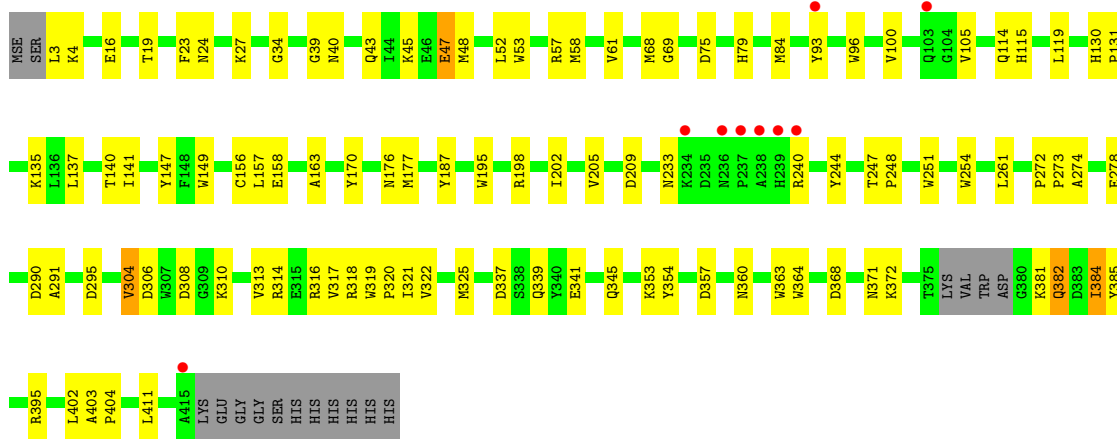 MSE SER L3 K4 E16 T19 F23 N24 K27 G34 G39 N40 Q43 I44 K45 E46 E47 M48 L52 W53 R57 M58 V61 M68 G69 D75 H79 M84 Y93 W96 V100 Q103 G104 V105 Q114 H115 L119 H130 P131
K135 L136 L137 T140 I141 Y147 F148 W149 C156 L157 E158 A163 Y170 N176 M177 Y187 W195 R198 I202 V205 D209 N233 K234 D235 N236 P237 A238 H239 R240 Y244 T247 P248 W251 W254 L261 P272 P273 A274 E278
D290 A291 D295 V304 D306 W307 D308 G309 K310 V313 R314 E315 R316 V317 R318 W319 P320 I321 V322 M325 D337 S338 Q339 Y340 E341 Q345 K353 Y354 D357 N360 W363 W364 D368 N371 K372 T375 LYS VAL TRP ASP G380 K381 Q382 D383 I384 Y385
R395 L402 A403 P404 L411 A415 LYS GLU GLY GLY SER HIS HIS HIS HIS HIS HIS